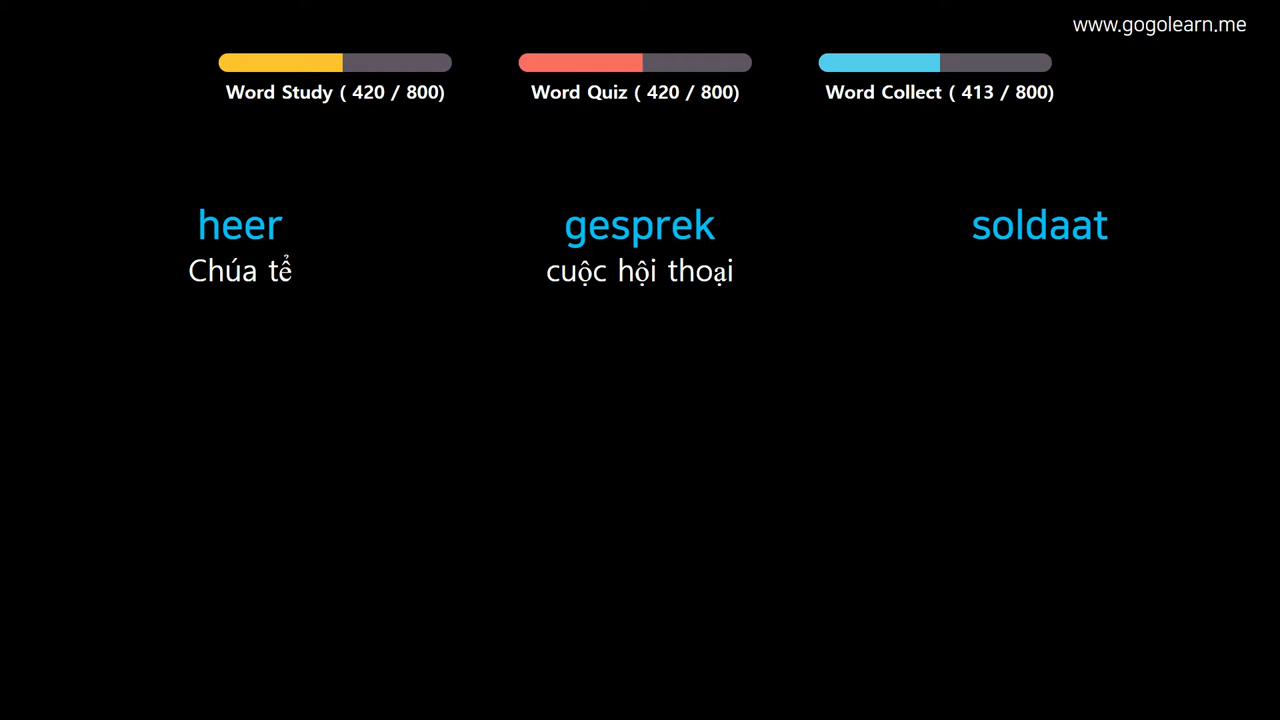 www.gogolearn.me
Word Study ( 420 / 800)
Word Quiz ( 420 / 800)
Word Collect ( 413 / 800)
heer
Chúa tể
gesprek
cuộc hội thoại
soldaat